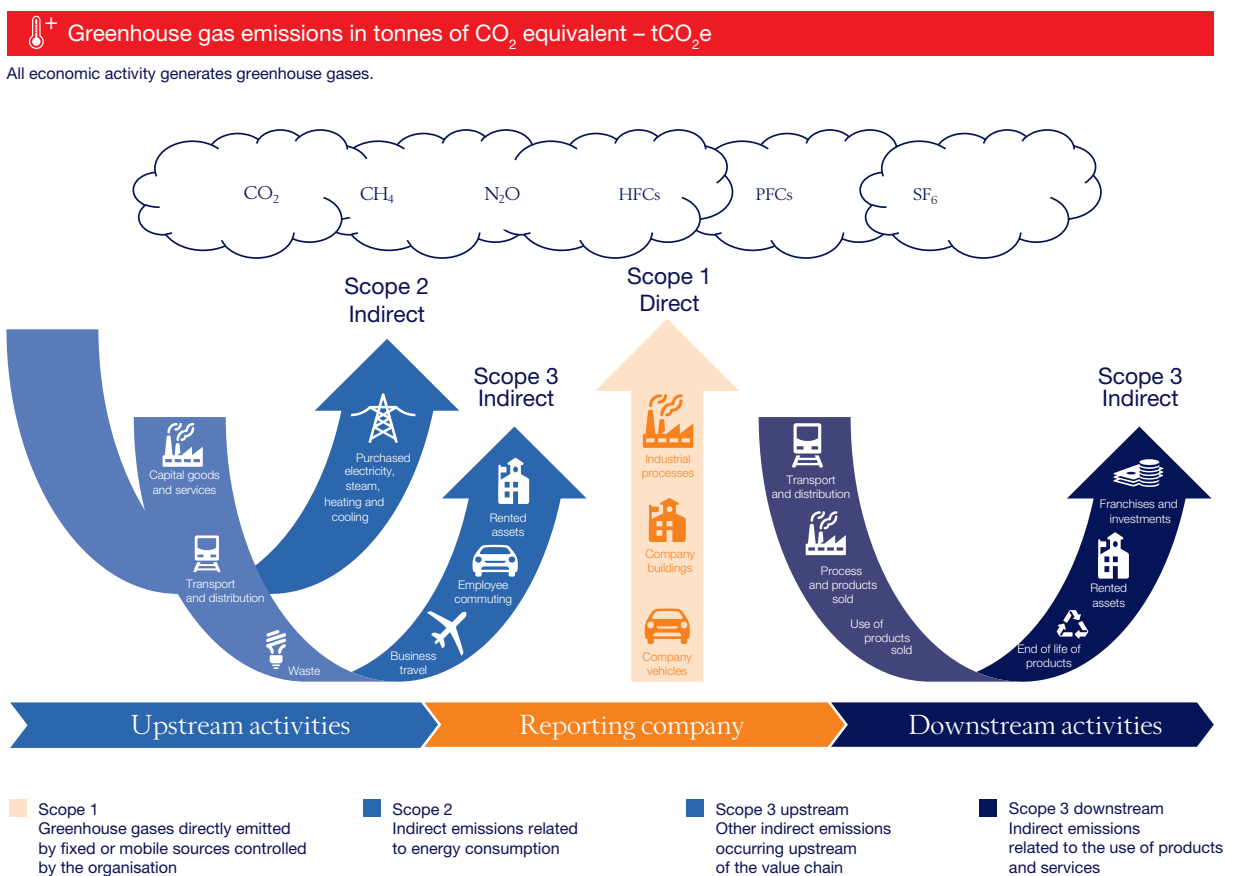 Greenhouse gas emissions in tonnes of CO₂ equivalent – tCO₂e
All economic activity generates greenhouse gases.
CO₂
CH₄
N₂O
HFCs
PFCs
SF₆
Scope 2
Indirect
Purchased
electricity,
steam,
heating and
cooling
Scope 3
Indirect
Capital goods
and services
Transport
and distribution
Waste
Business
travel
Employee
commuting
Rented
assets
Scope 1
Direct
Industrial
processes
Company
buildings
Company
vehicles
Scope 3
Indirect
Transport
and distribution
Process
and products
sold
Use of
products
sold
End of life of
products
Rented
assets
Franchises and
investments
Upstream activities
Reporting company
Downstream activities
Scope 1
Greenhouse gases directly emitted
by fixed or mobile sources controlled
by the organisation
Scope 2
Indirect emissions related
to energy consumption
Scope 3 upstream
Other indirect emissions
occurring upstream
of the value chain
Scope 3 downstream
Indirect emissions
related to the use of products
and services